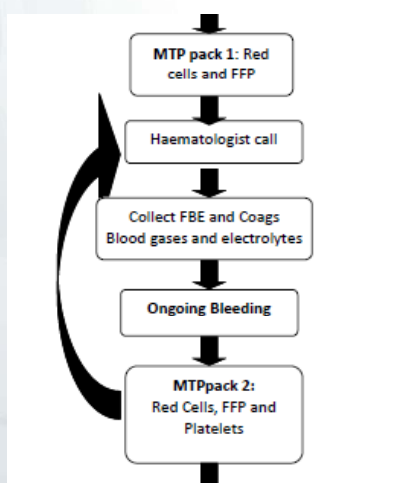 MTP pack 1: Red
cells and FFP
Haematologist call
Collect FBE and Coags
Blood gases and electrolytes
Ongoing Bleeding
MTPpack 2:
Red Cells, FFP and
Platelets